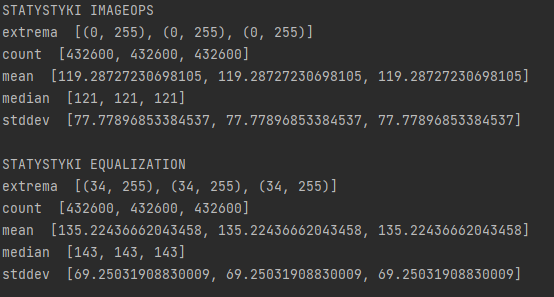 STATYSTYKI IMAGEOPS
extrema  [(0, 255), (0, 255), (0, 255)]
count  [432600, 432600, 432600]
mean  [119.28727230698105, 119.28727230698105, 119.28727230698105]
median  [121, 121, 121]
stddev  [77.77896853384537, 77.77896853384537, 77.77896853384537]
STATYSTYKI EQUALIZATION
extrema  [(34, 255), (34, 255), (34, 255)]
count  [432600, 432600, 432600]
mean  [135.22436662043458, 135.22436662043458, 135.22436662043458]
median  [143, 143, 143]
stddev  [69.25031908830009, 69.25031908830009, 69.25031908830009]